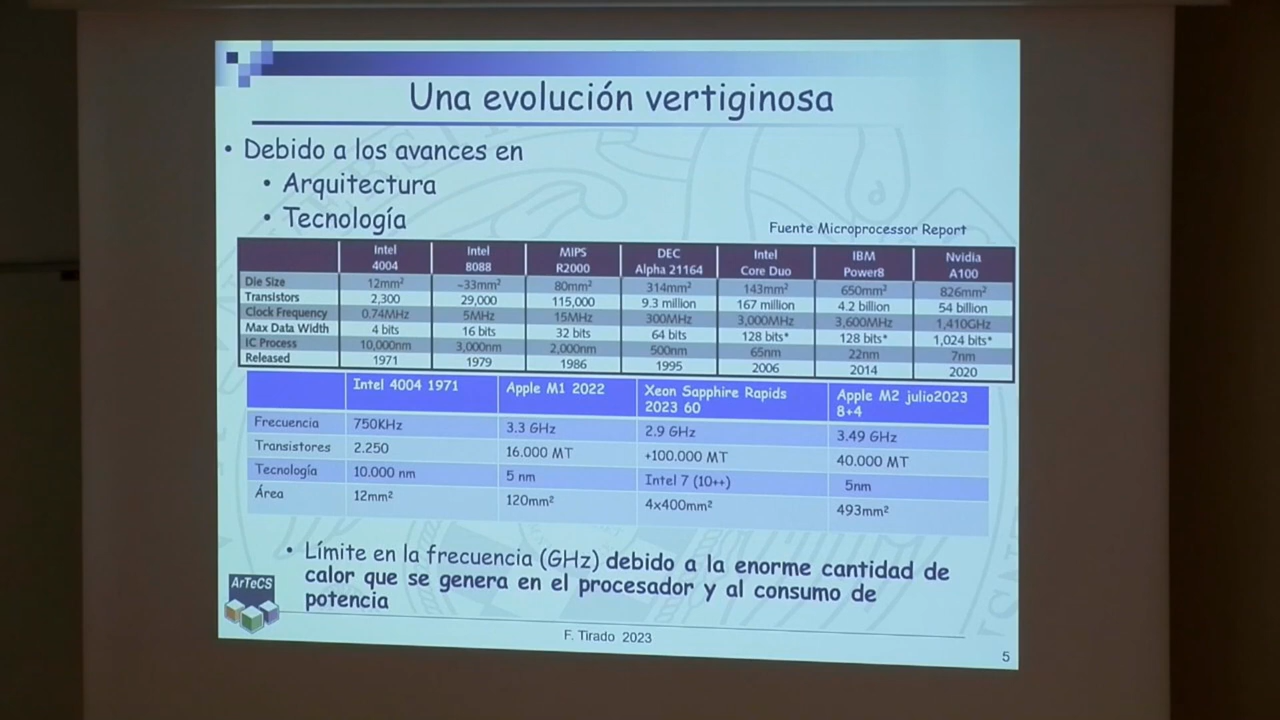 Una evolución vertiginosa
• Debido a los avances en
• Arquitectura
• Tecnología
Fuente Microprocessor Report
Intel 4004 Intel 8088 MIPS R2000 DEC Alpha 21164 Intel Core Duo IBM Power8 Nvidia A100
Die Size 12mm² ~33mm² 80mm² 314mm² 143mm² 650mm² 826mm²
Transistors 2,300 29,000 115,000 9.3 million 167 million 4.2 billion 54 billion
Clock Frequency 0.74MHz 5MHz 15MHz 300MHz 3,000MHz 3,600MHz 1,410GHz
Max Data Width 4 bits 16 bits 32 bits 64 bits 128 bits* 128 bits* 1,024 bits*
IC Process 10,000nm 3,000nm 2,000nm 500nm 65nm 22nm 7nm
Released 1971 1979 1986 1995 2006 2014 2020
Intel 4004 1971 Apple M1 2022 Xeon Sapphire Rapids 2023 60 Apple M2 julio2023 8+4
Frecuencia 750KHz 3.3 GHz 2.9 GHz 3.49 GHz
Transistores 2.250 16.000 MT +100.000 MT 40.000 MT
Tecnología 10.000 nm 5 nm Intel 7 (10++) 5nm
Área 12mm² 120mm² 4x400mm² 493mm²
• Límite en la frecuencia (GHz) debido a la enorme cantidad de
calor que se genera en el procesador y al consumo de
potencia
ArTeCS
F. Tirado 2023
5